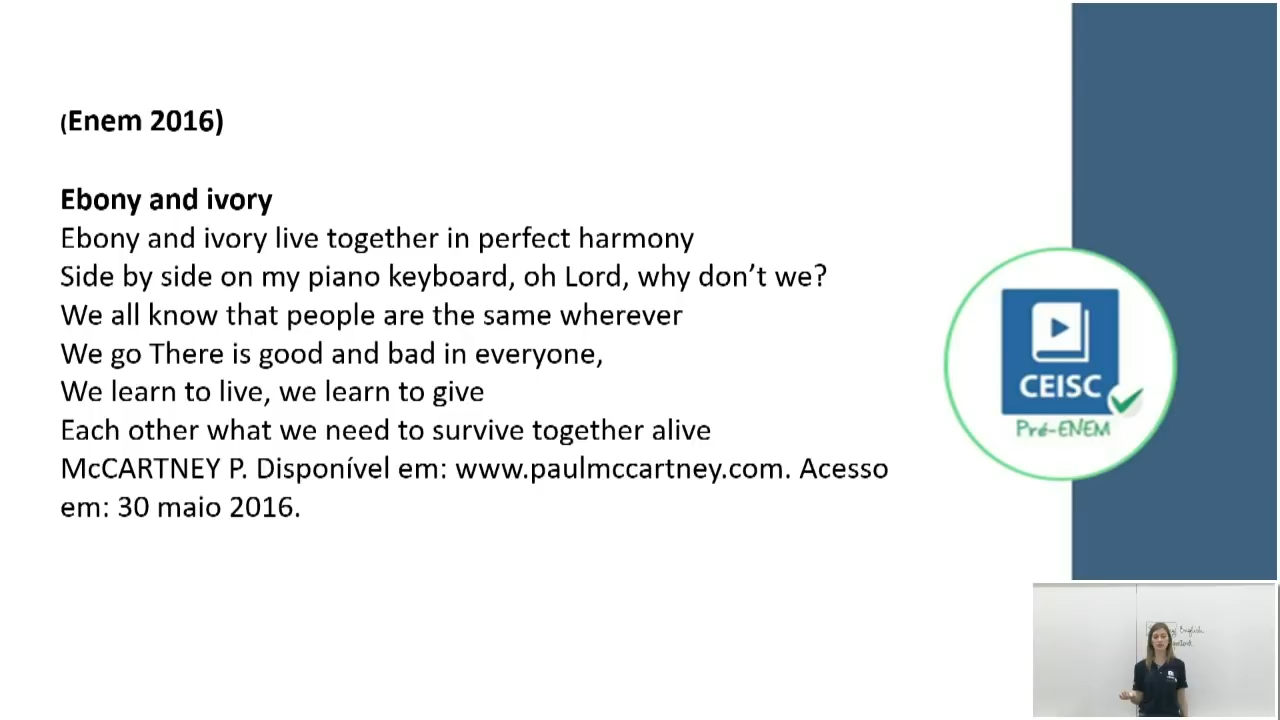 (Enem 2016)
Ebony and ivory
Ebony and ivory live together in perfect harmony
Side by side on my piano keyboard, oh Lord, why don’t we?
We all know that people are the same wherever
We go There is good and bad in everyone,
We learn to live, we learn to give
Each other what we need to survive together alive
McCARTNEY P. Disponível em: www.paulmccartney.com. Acesso
em: 30 maio 2016.
CEISC
Pré-ENEM
English